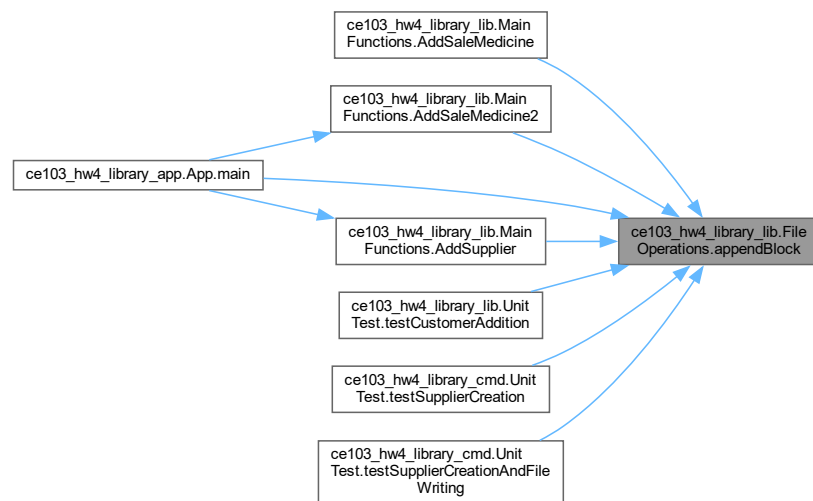 ce103_hw4_library_lib.Main
Functions.AddSaleMedicine
ce103_hw4_library_lib.Main
Functions.AddSaleMedicine2
ce103_hw4_library_app.App.main
ce103_hw4_library_lib.Main
Functions.AddSupplier
ce103_hw4_library_lib.File
Operations.appendBlock
ce103_hw4_library_lib.Unit
Test.testCustomerAddition
ce103_hw4_library_cmd.Unit
Test.testSupplierCreation
ce103_hw4_library_cmd.Unit
Test.testSupplierCreationAndFile
Writing